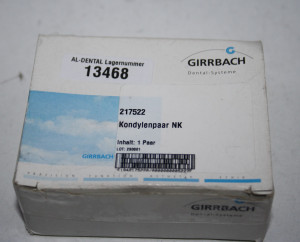 AL-DENTAL Lagernummer
13468
GIRRBACH
Dental-Systeme
217522
Kondylenpaar NK
Inhalt: 1 Paar
GIRRBACH
GIRRBACH